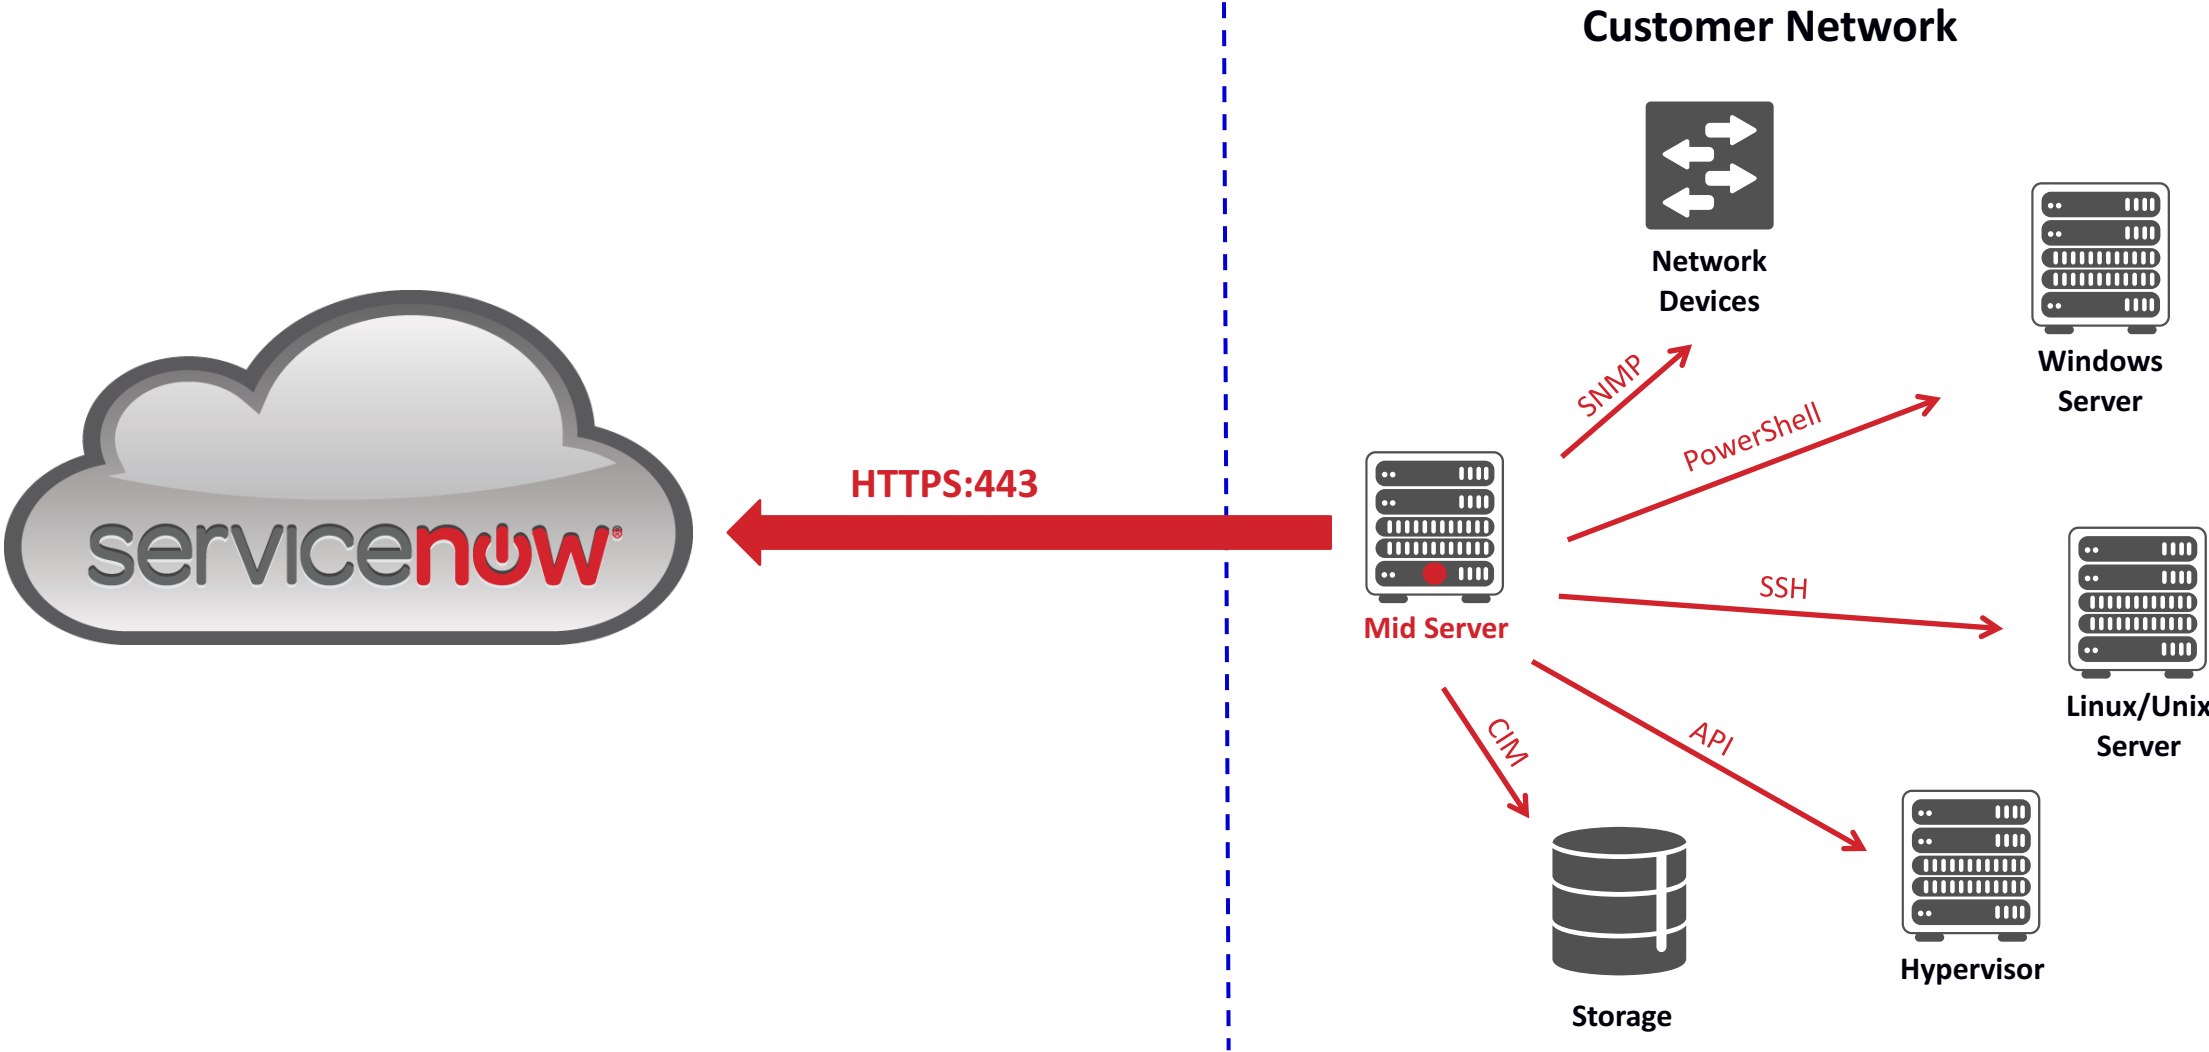 Customer Network
Network
Devices
Windows
Server
SNMP
PowerShell
HTTPS:443
servicenow®
SSH
Mid Server
Linux/Unix
Server
CIM
API
Hypervisor
Storage